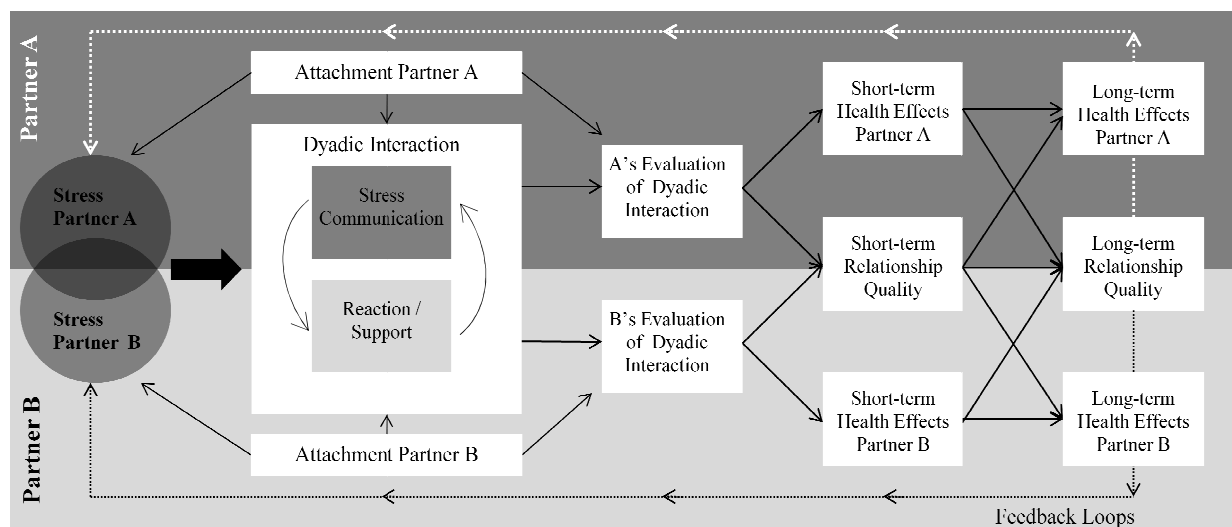 Partner A
Attachment Partner A
Short-term
Health Effects
Partner A
Long-term
Health Effects
Partner A
Dyadic Interaction
Stress
Communication
A's Evaluation
of Dyadic
Interaction
Stress
Partner A
Short-term
Relationship
Quality
Long-term
Relationship
Quality
Reaction /
Support
Stress
Partner B
B's Evaluation
of Dyadic
Interaction
Short-term
Health Effects
Partner B
Long-term
Health Effects
Partner B
Attachment Partner B
Partner B
Feedback Loops